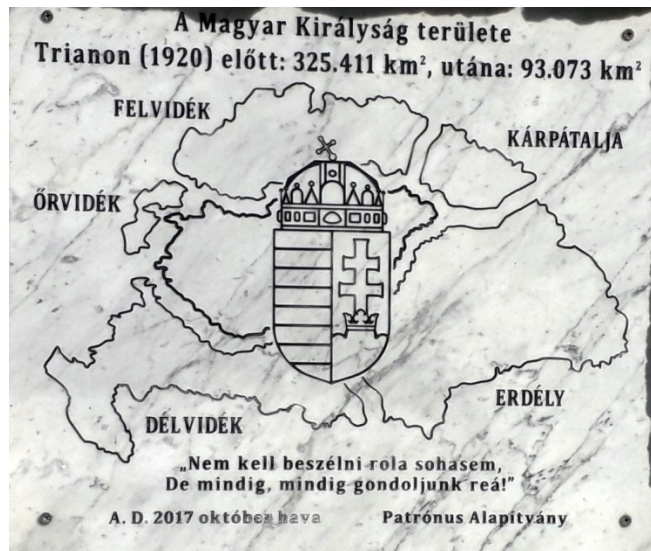 A Magyar Királyság területe
Trianon (1920) előtt: 325.411 km², utána: 93.073 km²
FELVIDÉK
KÁRPÁTALJA
ŐRVIDÉK
ERDÉLY
DÉLVIDÉK
„Nem kell beszélni rola sohasem,
De mindig, mindig gondoljunk reá!”
A. D. 2017 október hava
Patrónus Alapítvány